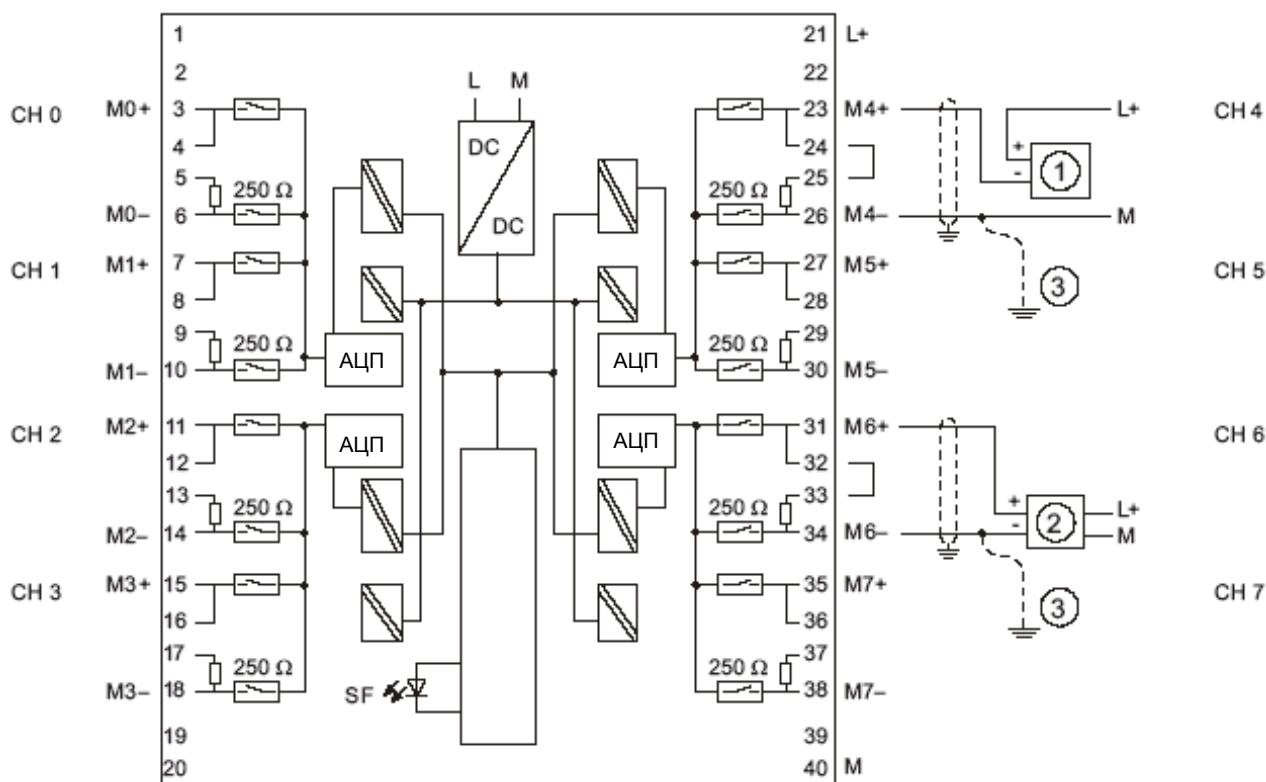 1 21 L+
2 22
L M
CH 0 M0+ 3 23 M4+ L+ CH 4
DC
4 24 +
- 1
5 250 Ω 250 Ω 25
M0– 6 26 M4– M
DC
CH 1 M1+ 7 27 M5+ CH 5
8 28 3
9 250 Ω 250 Ω 29
АЦП АЦП
M1– 10 30 M5–
CH 2 M2+ 11 31 M6+ CH 6
АЦП АЦП
12 32
13 250 Ω 250 Ω 33
+ 2 L+
M2– 14 34 M6– - M
CH 3 M3+ 15 35 M7+ CH 7
16 36 3
17 250 Ω 250 Ω 37
M3– 18 SF 38 M7–
19 39
20 40 M